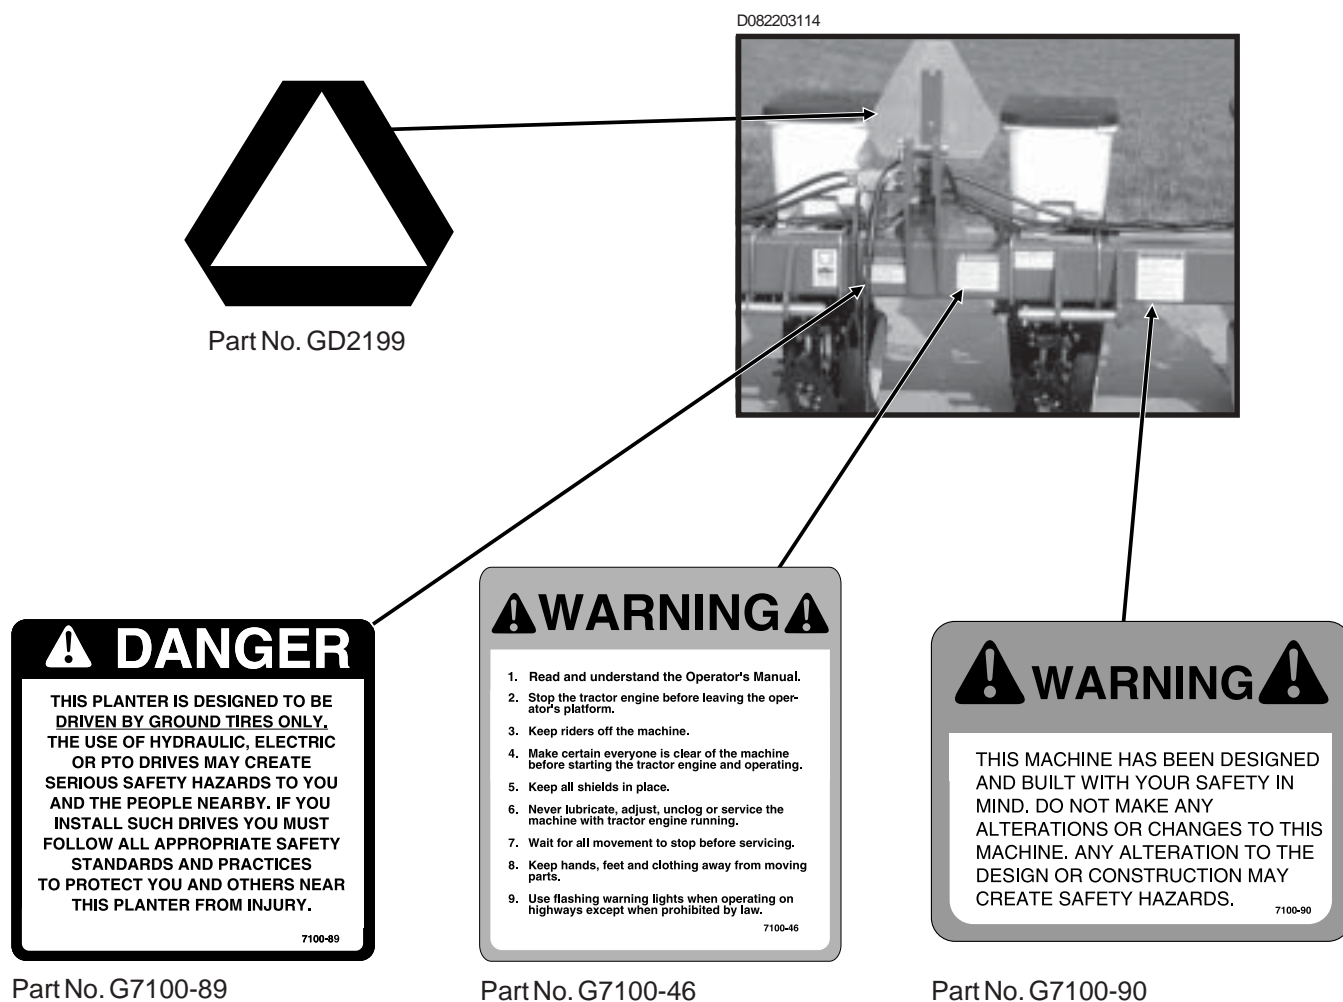 D082203114
Part No. GD2199
DANGER
THIS PLANTER IS DESIGNED TO BE
DRIVEN BY GROUND TIRES ONLY.
THE USE OF HYDRAULIC, ELECTRIC
OR PTO DRIVES MAY CREATE
SERIOUS SAFETY HAZARDS TO YOU
AND THE PEOPLE NEARBY. IF YOU
INSTALL SUCH DRIVES YOU MUST
FOLLOW ALL APPROPRIATE SAFETY
STANDARDS AND PRACTICES
TO PROTECT YOU AND OTHERS NEAR
THIS PLANTER FROM INJURY.
7100-89
Part No. G7100-89
WARNING
1. Read and understand the Operator's Manual.
2. Stop the tractor engine before leaving the oper-
ator's platform.
3. Keep riders off the machine.
4. Make certain everyone is clear of the machine
before starting the tractor engine and operating.
5. Keep all shields in place.
6. Never lubricate, adjust, unclog or service the
machine with tractor engine running.
7. Wait for all movement to stop before servicing.
8. Keep hands, feet and clothing away from moving
parts.
9. Use flashing warning lights when operating on
highways except when prohibited by law.
7100-46
Part No. G7100-46
WARNING
THIS MACHINE HAS BEEN DESIGNED
AND BUILT WITH YOUR SAFETY IN
MIND. DO NOT MAKE ANY
ALTERATIONS OR CHANGES TO THIS
MACHINE. ANY ALTERATION TO THE
DESIGN OR CONSTRUCTION MAY
CREATE SAFETY HAZARDS.
7100-90
Part No. G7100-90